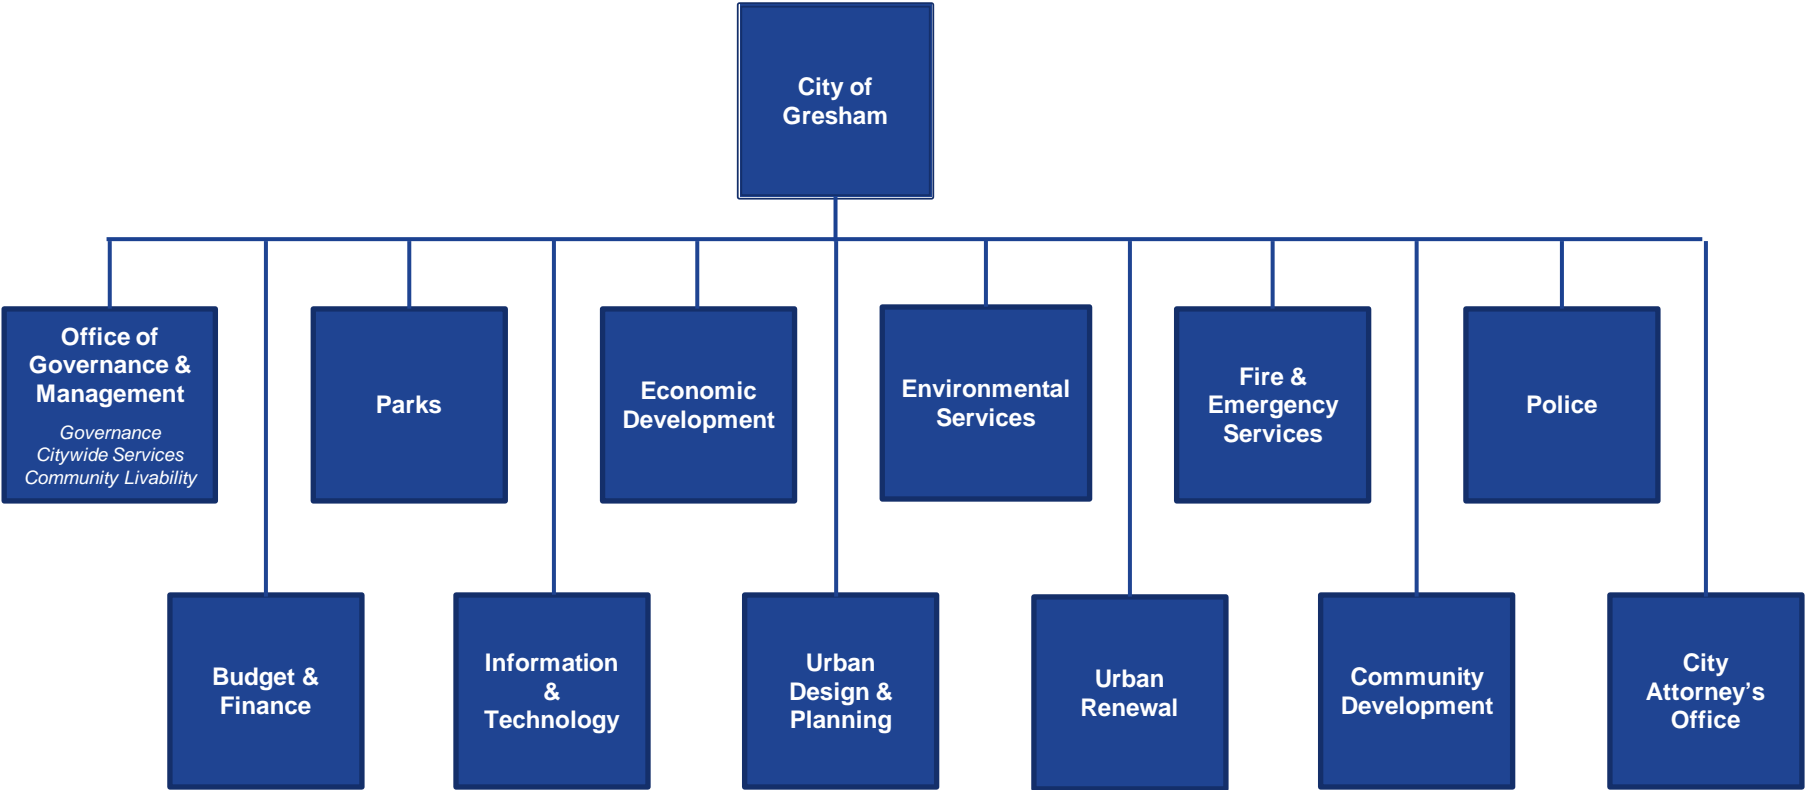 City of
Gresham
Office of
Governance &
Management
Governance
Citywide Services
Community Livability
Parks
Economic
Development
Environmental
Services
Fire &
Emergency
Services
Police
Budget &
Finance
Information
&
Technology
Urban
Design &
Planning
Urban
Renewal
Community
Development
City
Attorney’s
Office